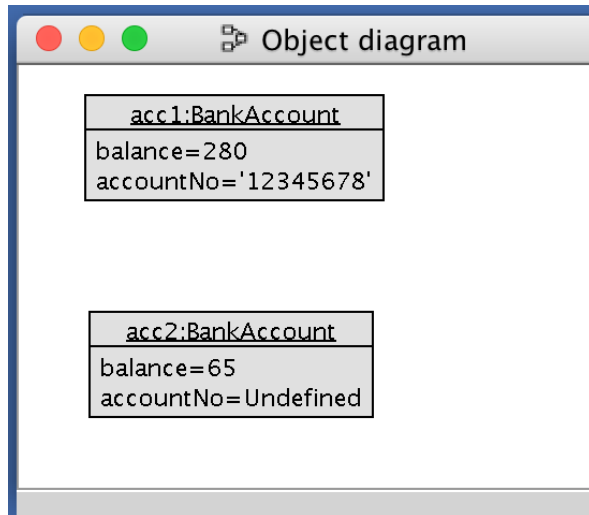 Object diagram
acc1:BankAccount
balance=280
accountNo='12345678'
acc2:BankAccount
balance=65
accountNo=Undefined